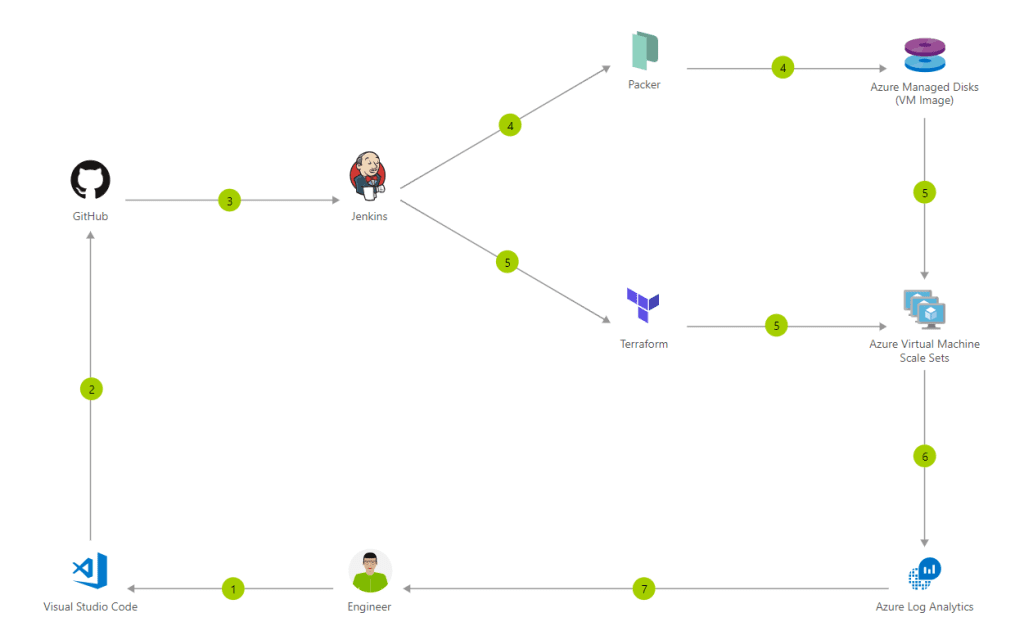 Packer
4
Azure Managed Disks
(VM Image)
4
GitHub
3
Jenkins
5
5
Terraform
5
Azure Virtual Machine
Scale Sets
2
6
Visual Studio Code
1
Engineer
7
Azure Log Analytics